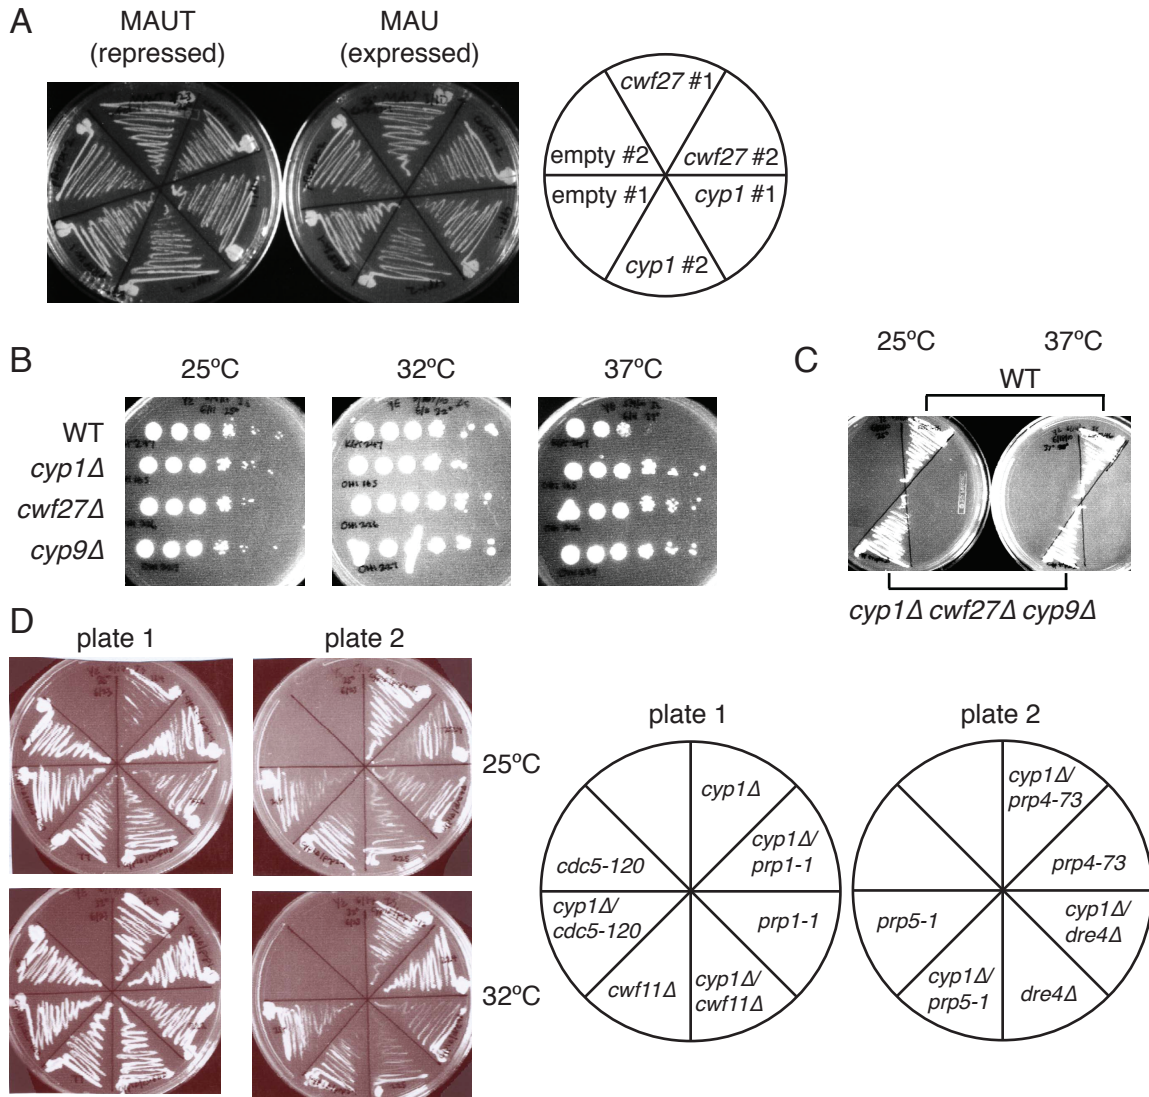 A
MAUT
(repressed)
MAU
(expressed)
cwf27 #1
empty #2
cwf27 #2
empty #1
cyp1 #1
cyp1 #2
B
25ºC
32ºC
37ºC
WT
cyp1Δ
cwf27Δ
cyp9Δ
C
25ºC
37ºC
WT
cyp1Δ cwf27Δ cyp9Δ
D
plate 1
plate 2
25ºC
32ºC
plate 1
cyp1Δ
cyp1Δ/
prp1-1
cdc5-120
cyp1Δ/
cdc5-120
prp1-1
cwf11Δ
cyp1Δ/
cwf11Δ
plate 2
cyp1Δ/
prp4-73
prp4-73
prp5-1
cyp1Δ/
dre4Δ
cyp1Δ/
prp5-1
dre4Δ